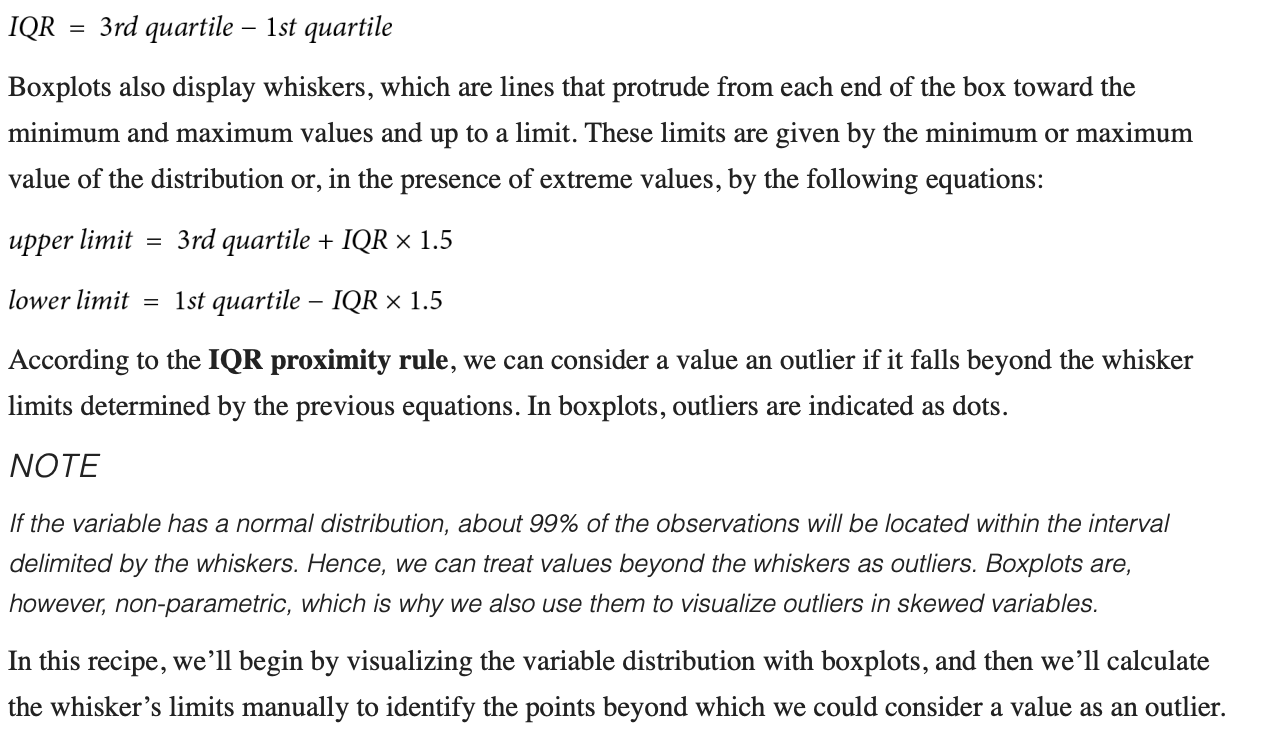 IQR = 3rd quartile − 1st quartile
Boxplots also display whiskers, which are lines that protrude from each end of the box toward the
minimum and maximum values and up to a limit. These limits are given by the minimum or maximum
value of the distribution or, in the presence of extreme values, by the following equations:
upper limit = 3rd quartile + IQR × 1.5
lower limit = 1st quartile − IQR × 1.5
According to the IQR proximity rule, we can consider a value an outlier if it falls beyond the whisker
limits determined by the previous equations. In boxplots, outliers are indicated as dots.
NOTE
If the variable has a normal distribution, about 99% of the observations will be located within the interval
delimited by the whiskers. Hence, we can treat values beyond the whiskers as outliers. Boxplots are,
however, non-parametric, which is why we also use them to visualize outliers in skewed variables.
In this recipe, we’ll begin by visualizing the variable distribution with boxplots, and then we’ll calculate
the whisker’s limits manually to identify the points beyond which we could consider a value as an outlier.